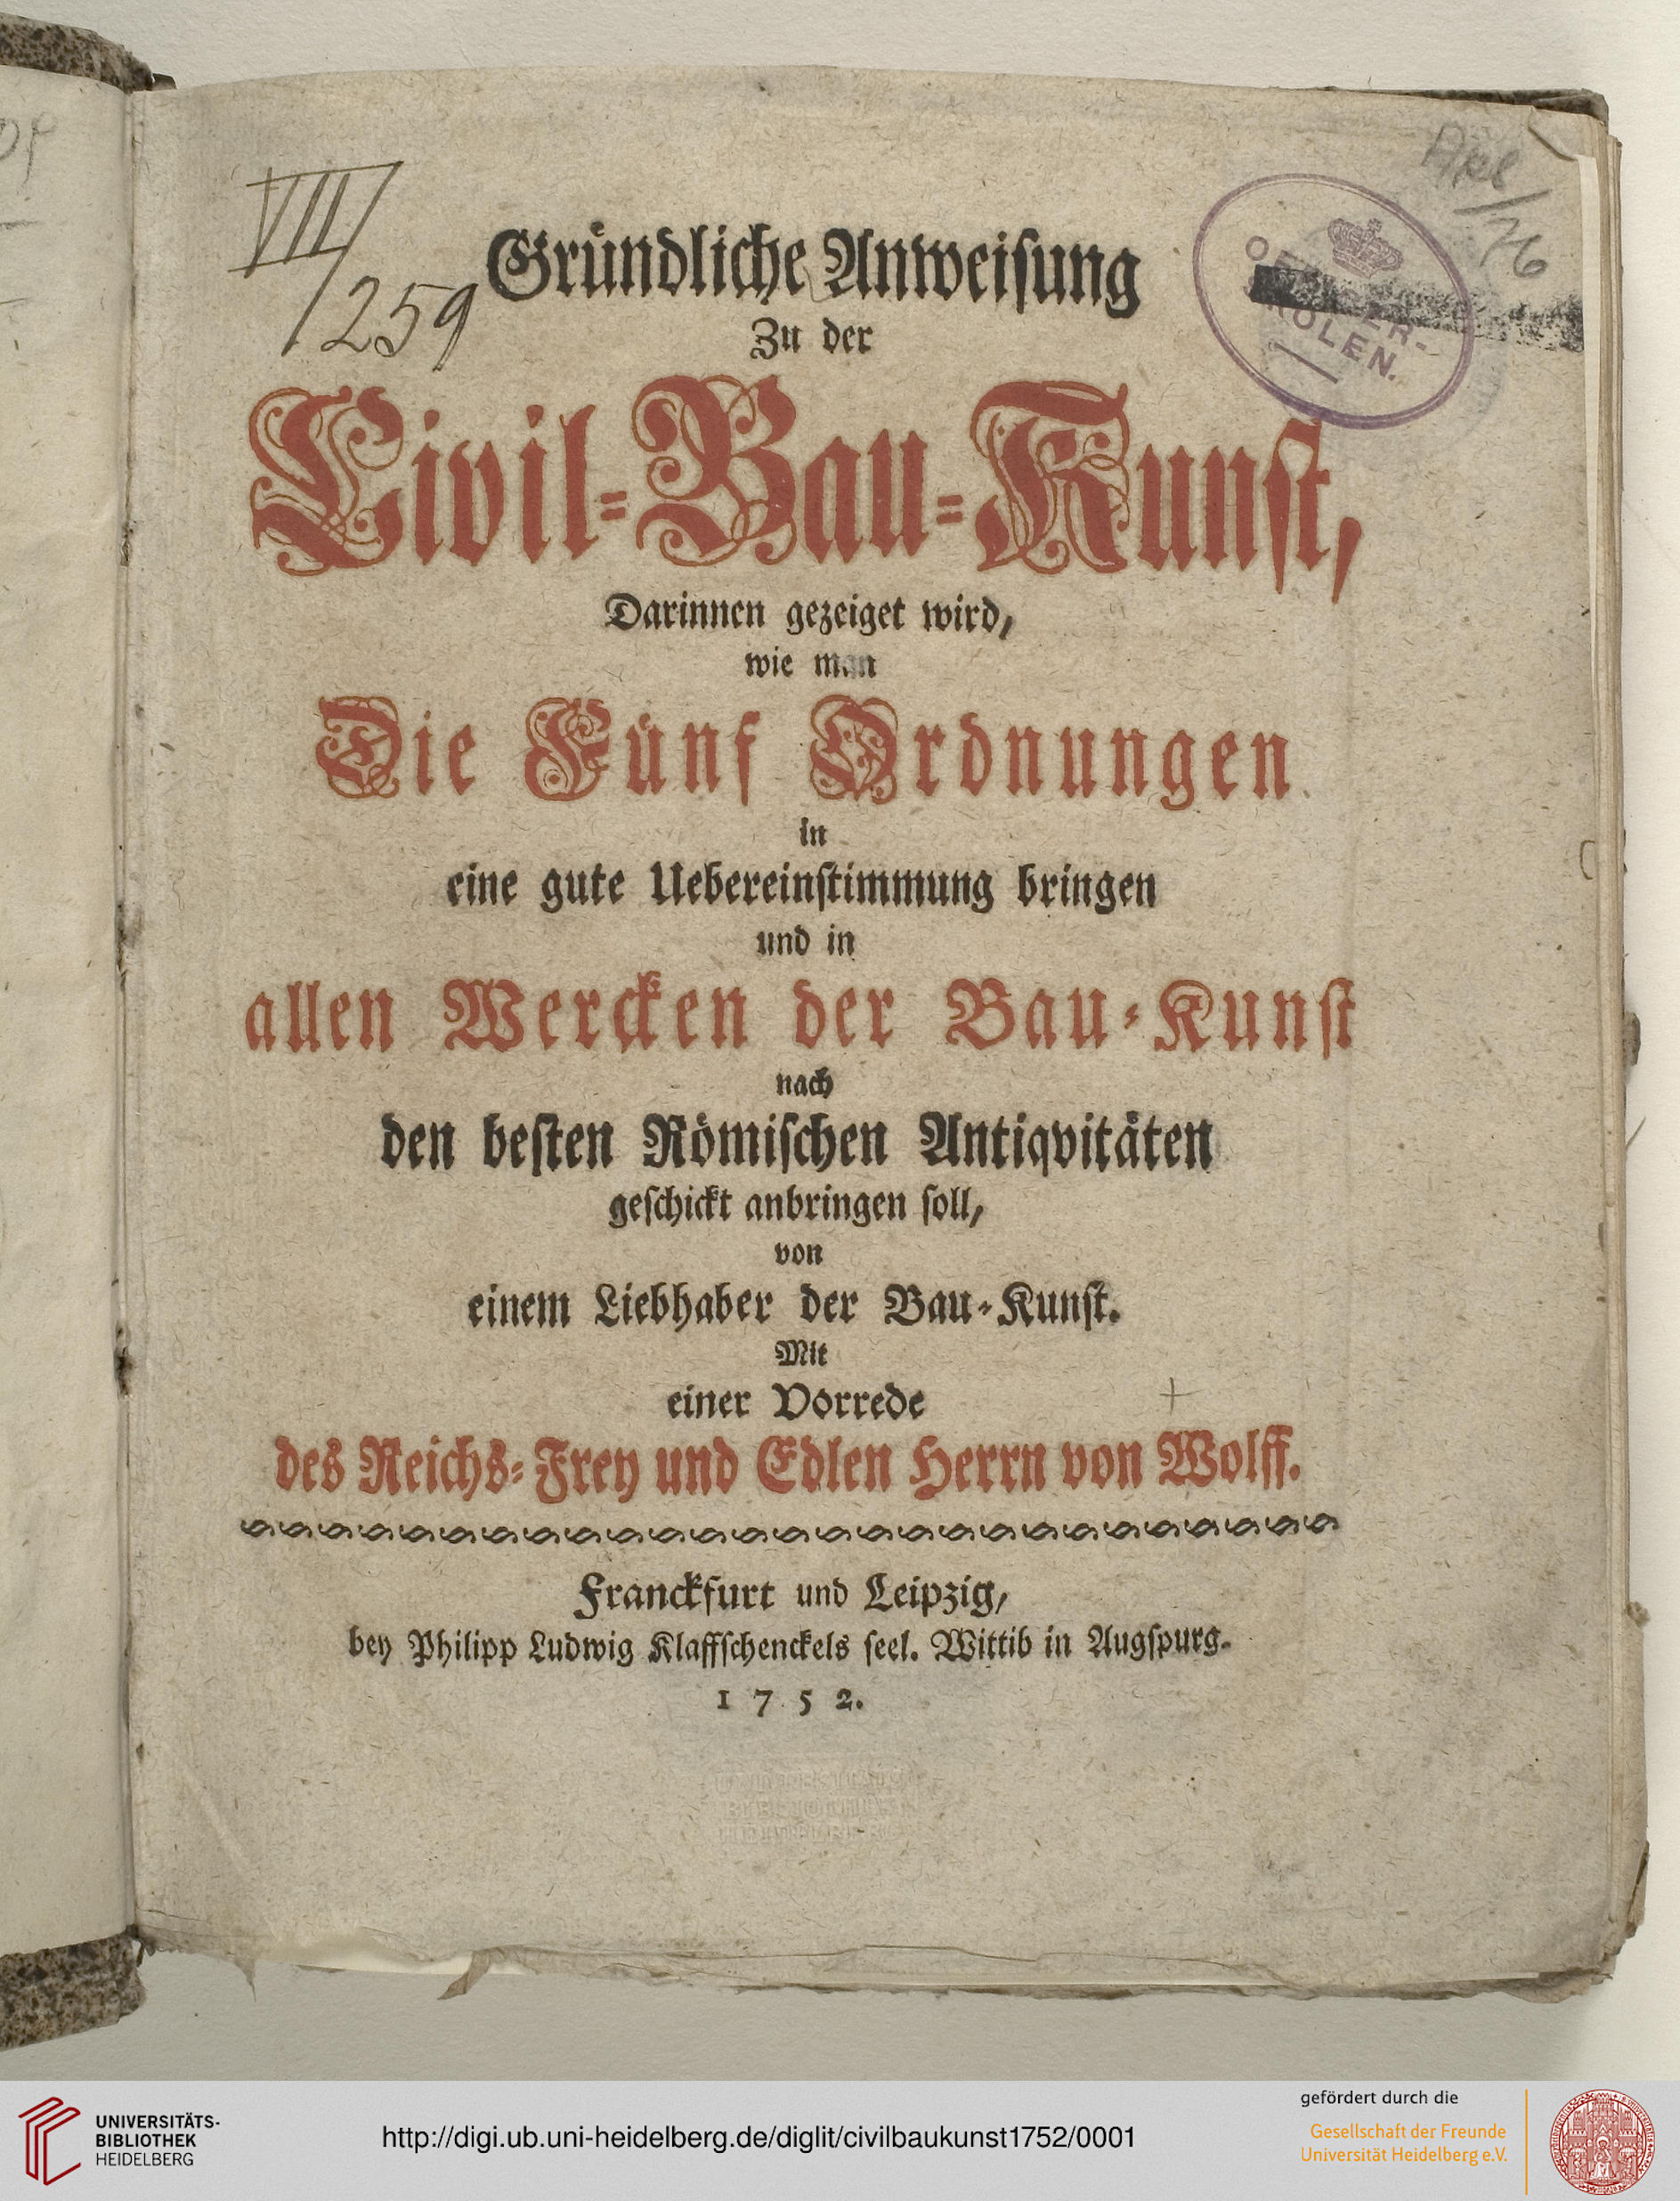 VII/259
Gründliche Anweisung
Zu der
Civil-Bau-Kunst,
Darinnen gezeiget wird,
wie man
Die Fünf Ordnungen
in
eine gute Uebereinstimmung bringen
und in
allen Wercken der Bau-Kunst
nach
den besten Römischen Antiqvitäten
geschickt anbringen soll,
von
einem Liebhaber der Bau-Kunst.
Mit
einer Vorrede
des Reichs-Frey und Edlen Herrn von Wolff.
Franckfurt und Leipzig,
bey Philipp Ludwig Klaffschenckels seel. Wittib in Augspurg.
1752.
UNIVERSITÄTS-
BIBLIOTHEK
HEIDELBERG
http://digi.ub.uni-heidelberg.de/diglit/civilbaukunst1752/0001
gefördert durch die
Gesellschaft der Freunde
Universität Heidelberg e.V.